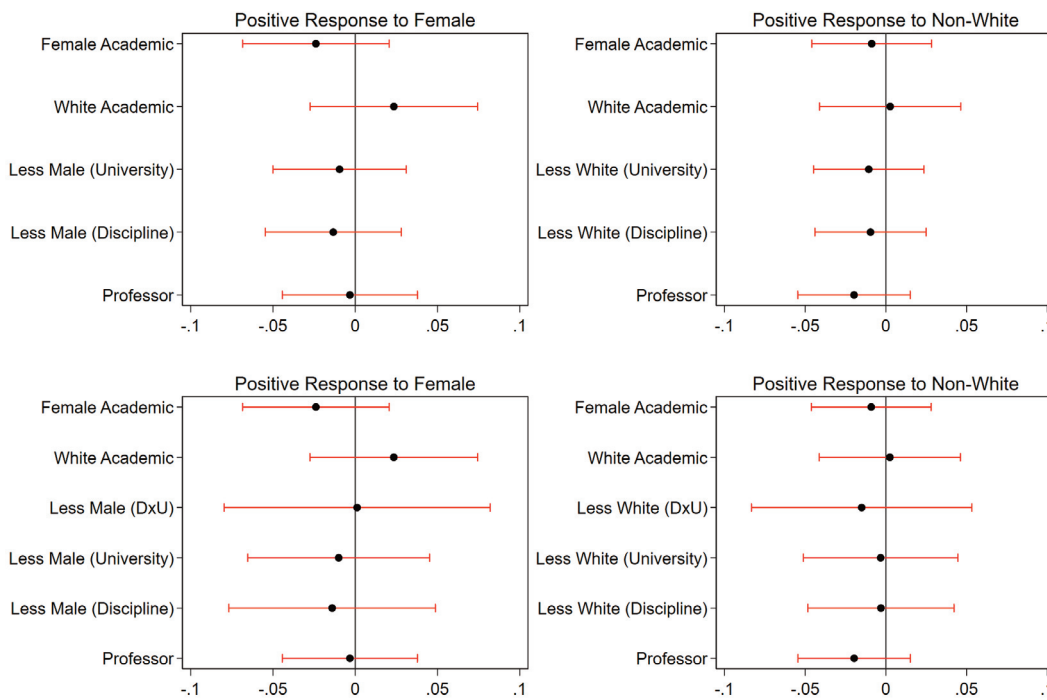 Positive Response to Female
Female Academic
White Academic
Less Male (University)
Less Male (Discipline)
Professor
-.1 -.05 0 .05 .1
Positive Response to Non-White
Female Academic
White Academic
Less White (University)
Less White (Discipline)
Professor
-.1 -.05 0 .05 .1
Positive Response to Female
Female Academic
White Academic
Less Male (DxU)
Less Male (University)
Less Male (Discipline)
Professor
-.1 -.05 0 .05 .1
Positive Response to Non-White
Female Academic
White Academic
Less White (DxU)
Less White (University)
Less White (Discipline)
Professor
-.1 -.05 0 .05 .1